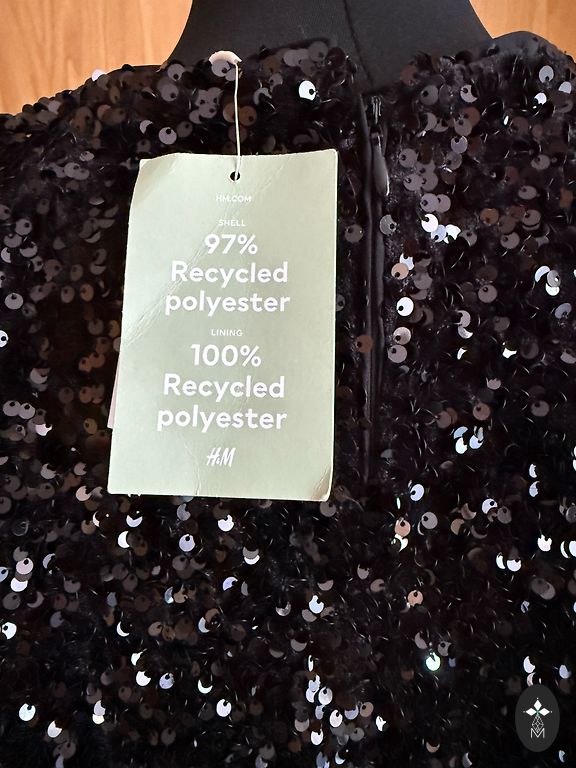 HM.COM
SHELL
97%
Recycled
polyester
LINING
100%
Recycled
polyester
H&M
M